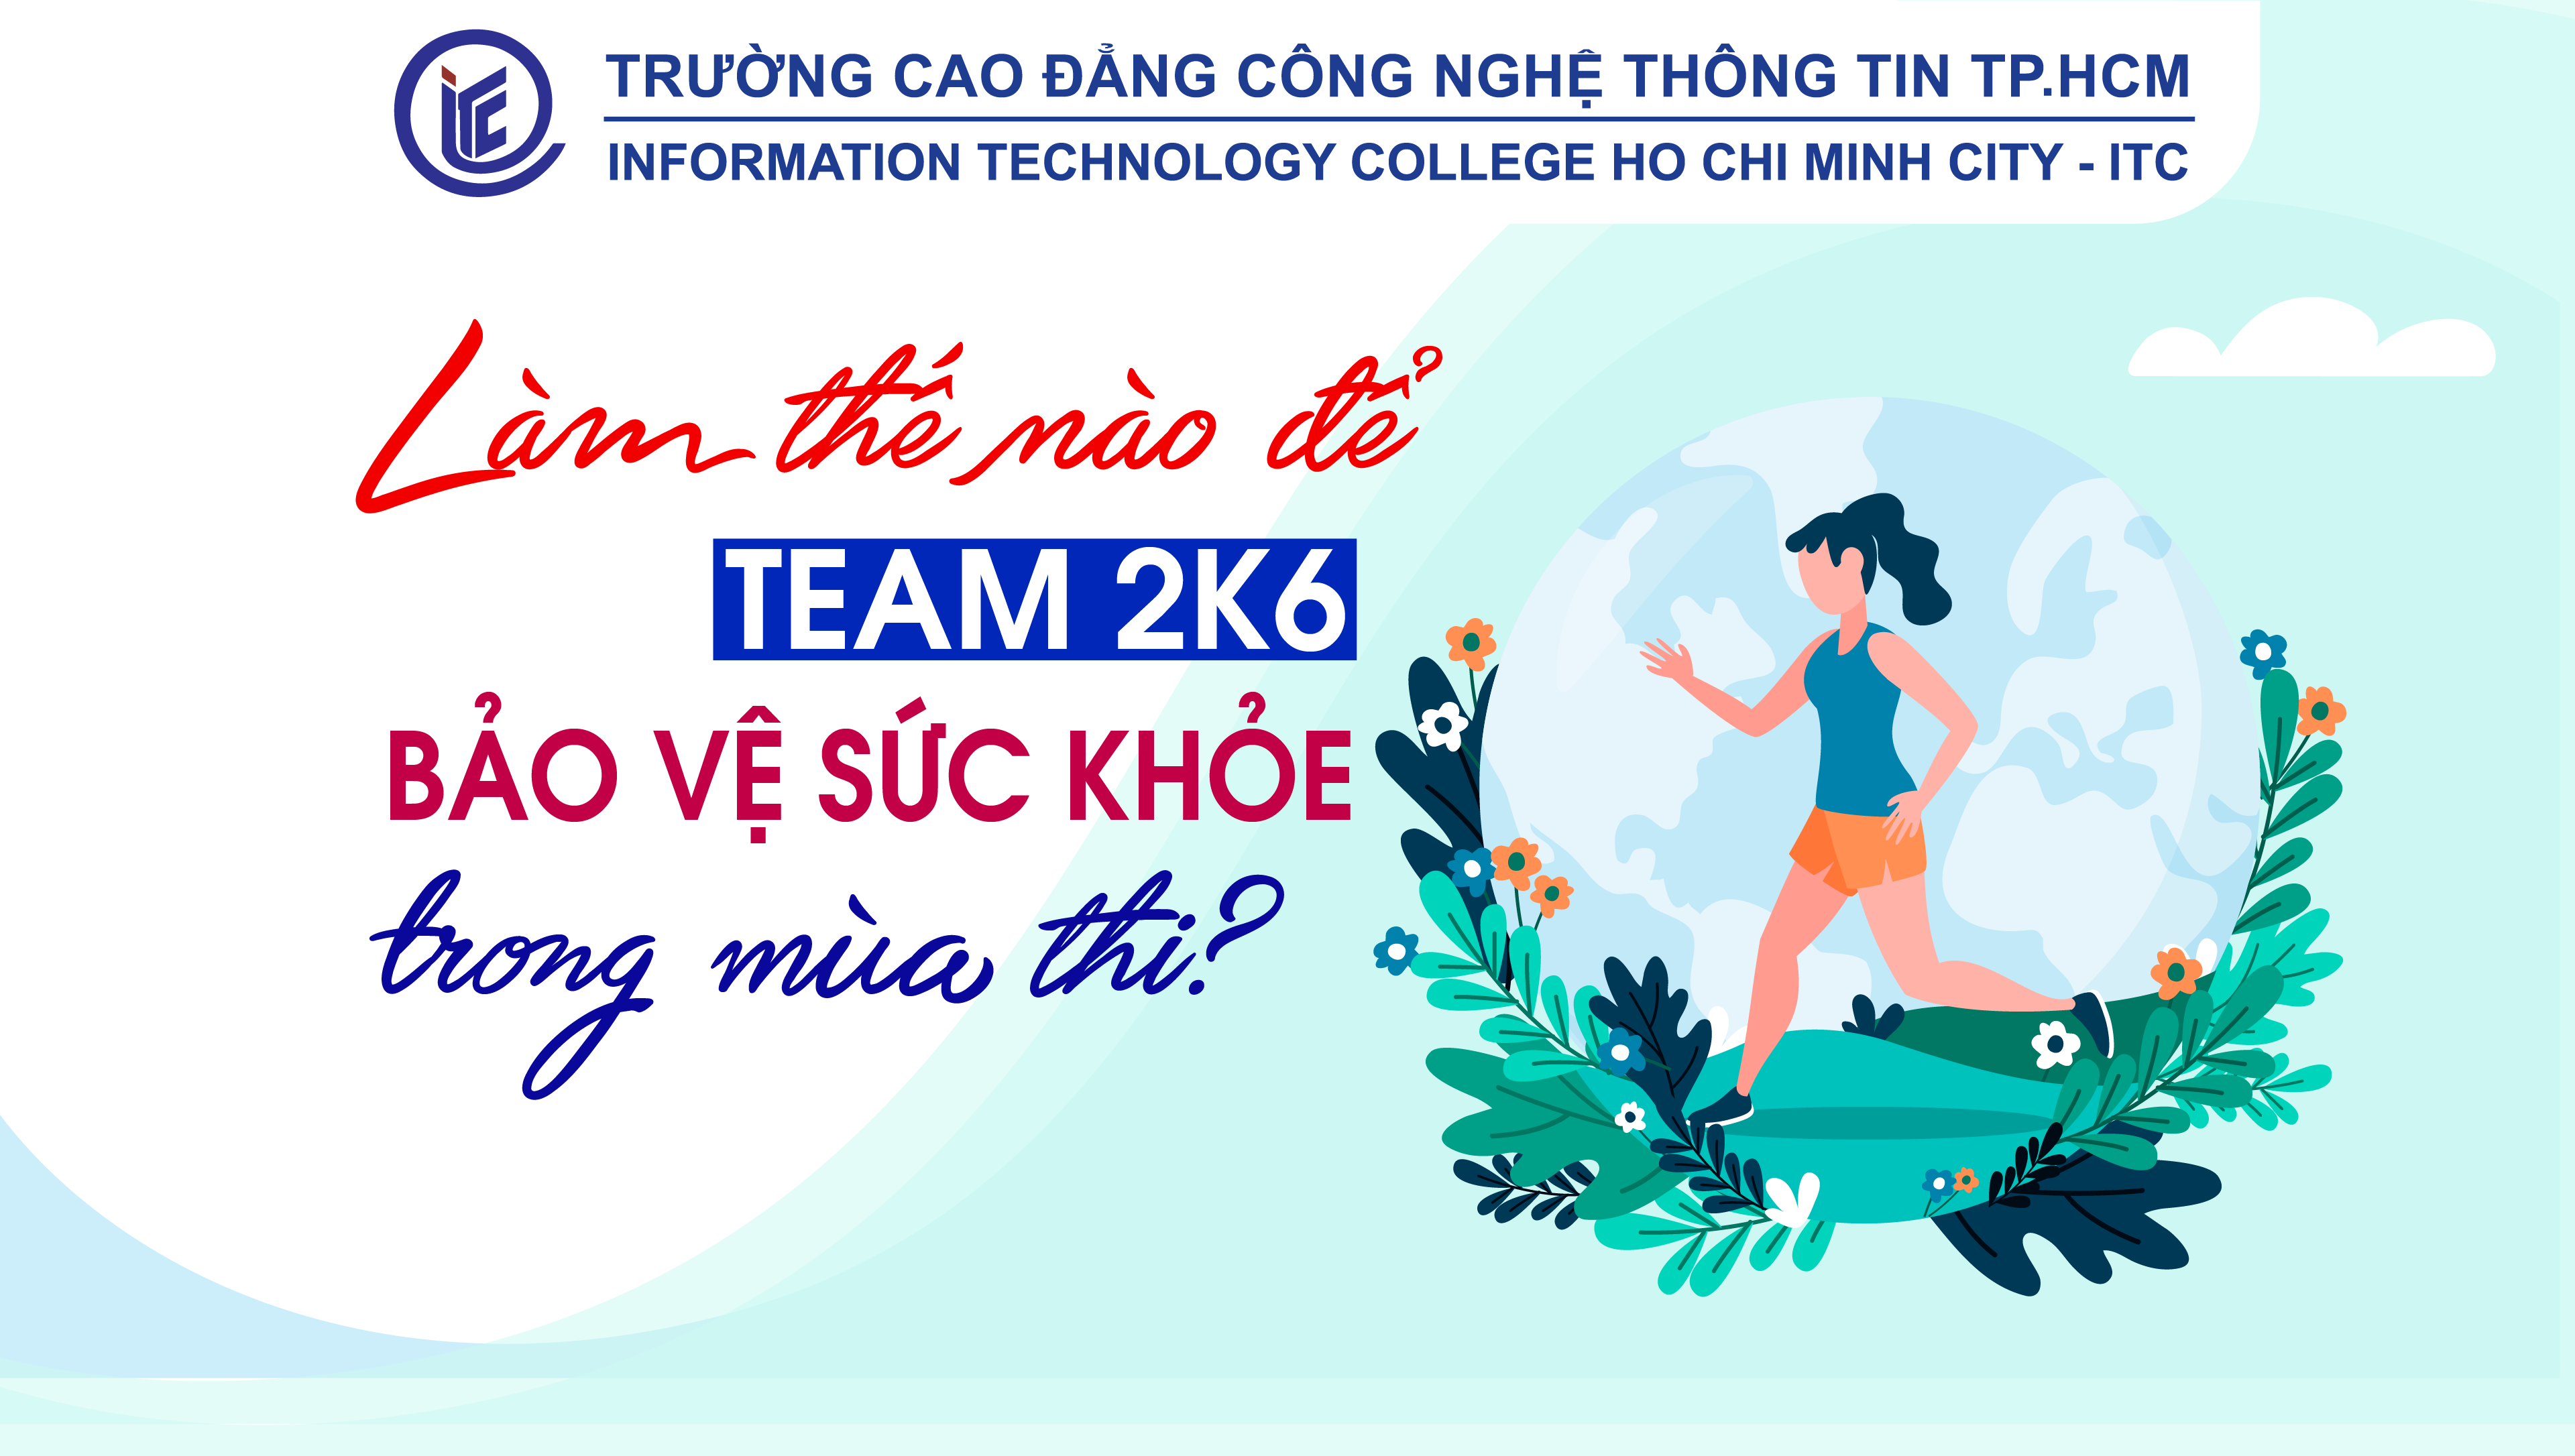 iTC
TRƯỜNG CAO ĐẲNG CÔNG NGHỆ THÔNG TIN TP.HCM
INFORMATION TECHNOLOGY COLLEGE HO CHI MINH CITY - ITC
Làm thế nào để
TEAM 2K6
BẢO VỆ SỨC KHỎE
trong mùa thi?